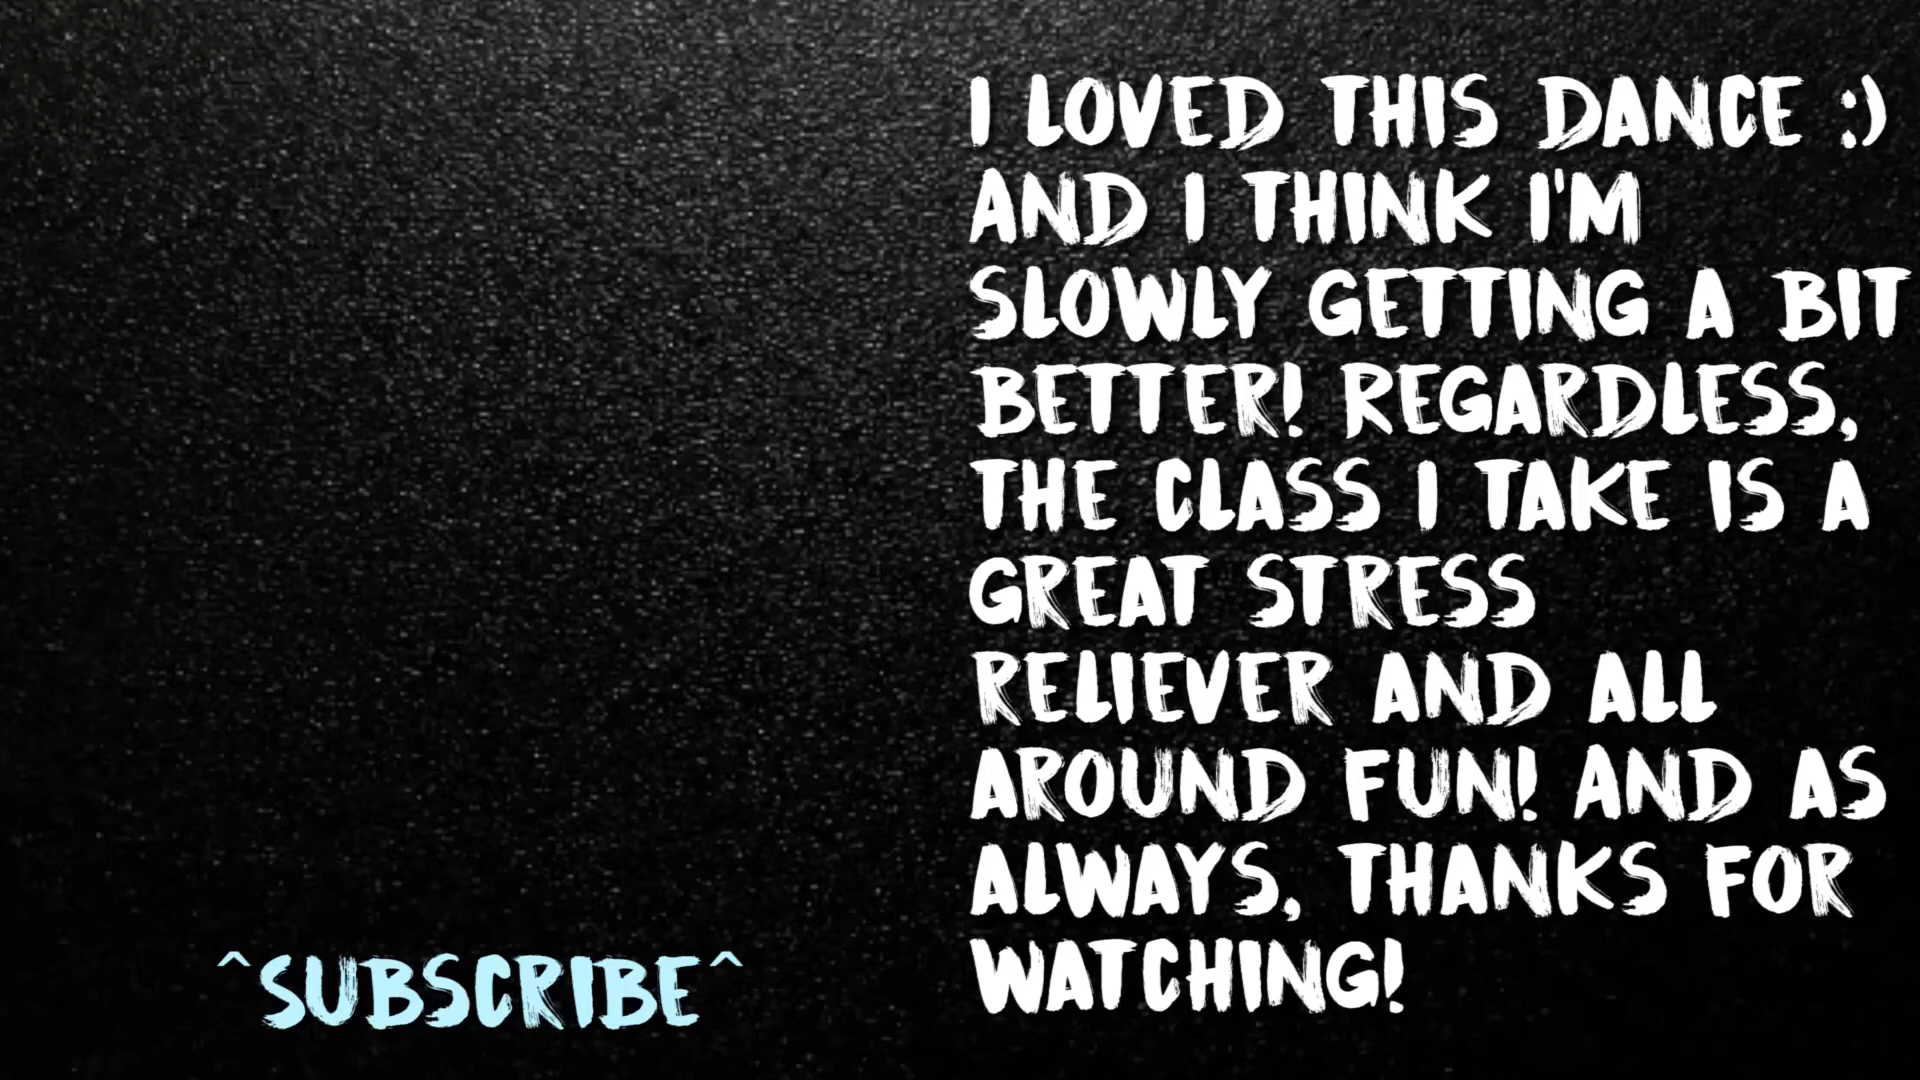 I LOVED THIS DANCE :)
AND I THINK I'M
SLOWLY GETTING A BIT
BETTER! REGARDLESS,
THE CLASS I TAKE IS A
GREAT STRESS
RELIEVER AND ALL
AROUND FUN! AND AS
ALWAYS, THANKS FOR
WATCHING!
^SUBSCRIBE^